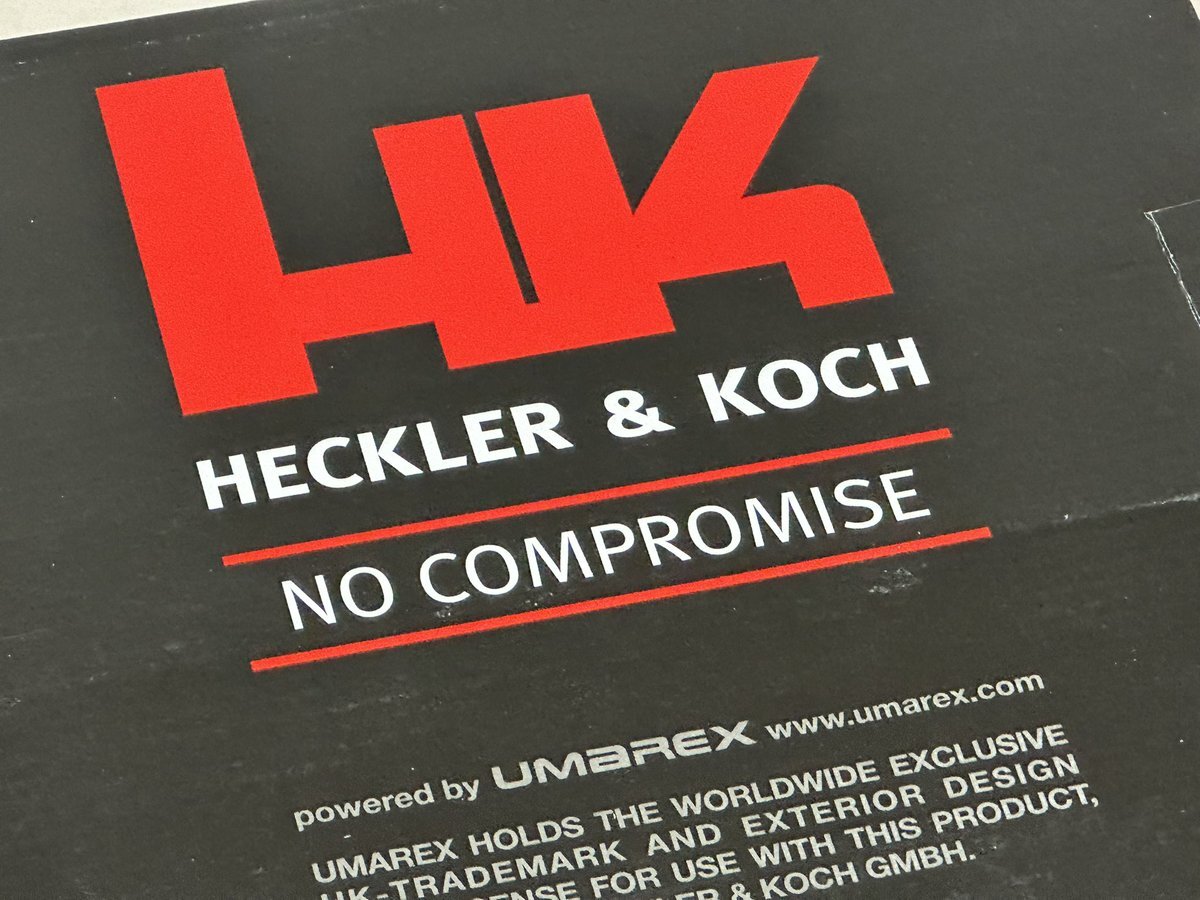 HK
HECKLER & KOCH
NO COMPROMISE
powered by UMAREX www.umarex.com
UMAREX HOLDS THE WORLDWIDE EXCLUSIVE
HK-TRADEMARK AND EXTERIOR DESIGN
FOR USE WITH THIS PRODUCT,
& KOCH GMBH.